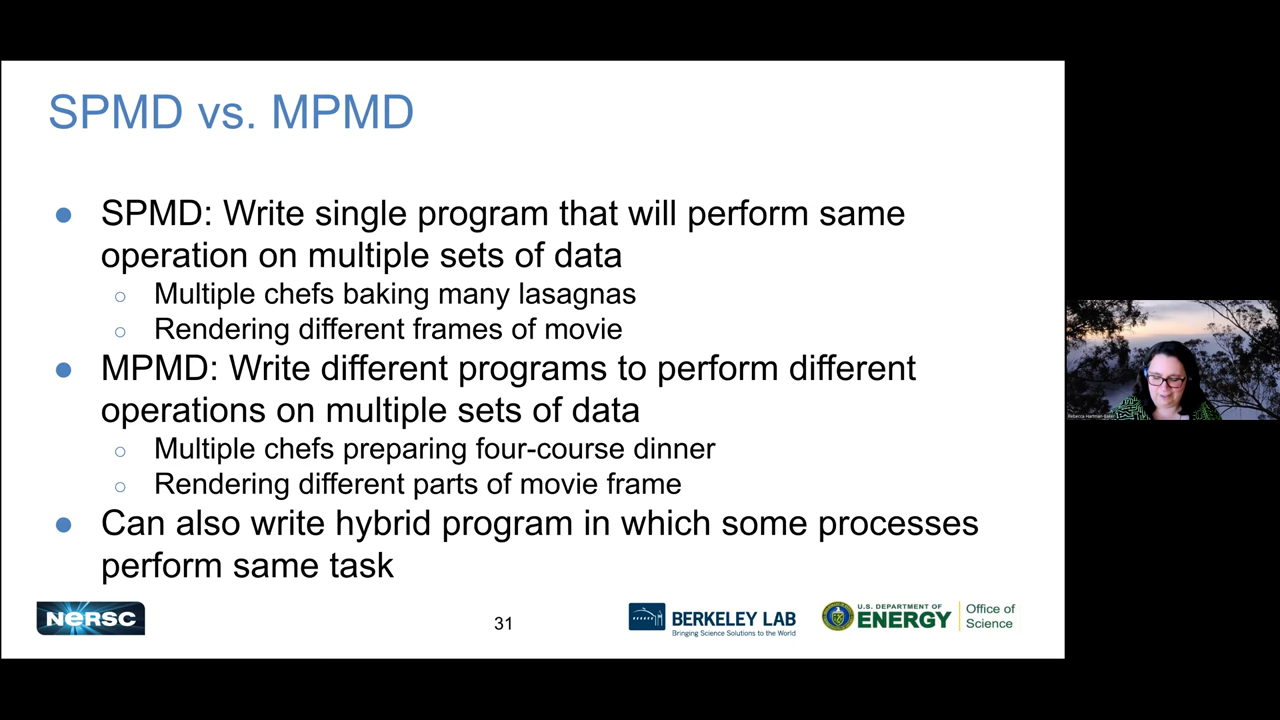 SPMD vs. MPMD
● SPMD: Write single program that will perform same
operation on multiple sets of data
○ Multiple chefs baking many lasagnas
○ Rendering different frames of movie
● MPMD: Write different programs to perform different
operations on multiple sets of data
○ Multiple chefs preparing four-course dinner
○ Rendering different parts of movie frame
● Can also write hybrid program in which some processes
perform same task
Rebecca Hartman-Baker
NERSC
31
BERKELEY LAB
Bringing Science Solutions to the World
U.S. DEPARTMENT OF
ENERGY
Office of
Science